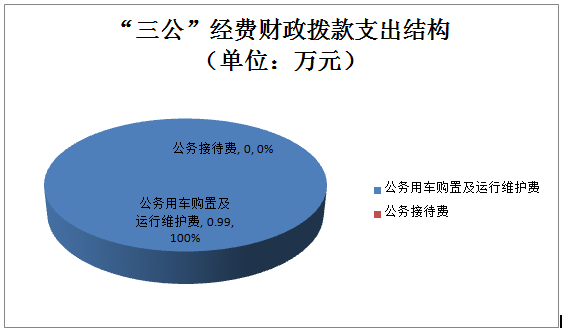 “三公”经费财政拨款支出结构
（单位：万元）
公务接待费, 0, 0%
公务用车购置及
运行维护费, 0.99,
100%
公务用车购置及运行维护费
公务接待费